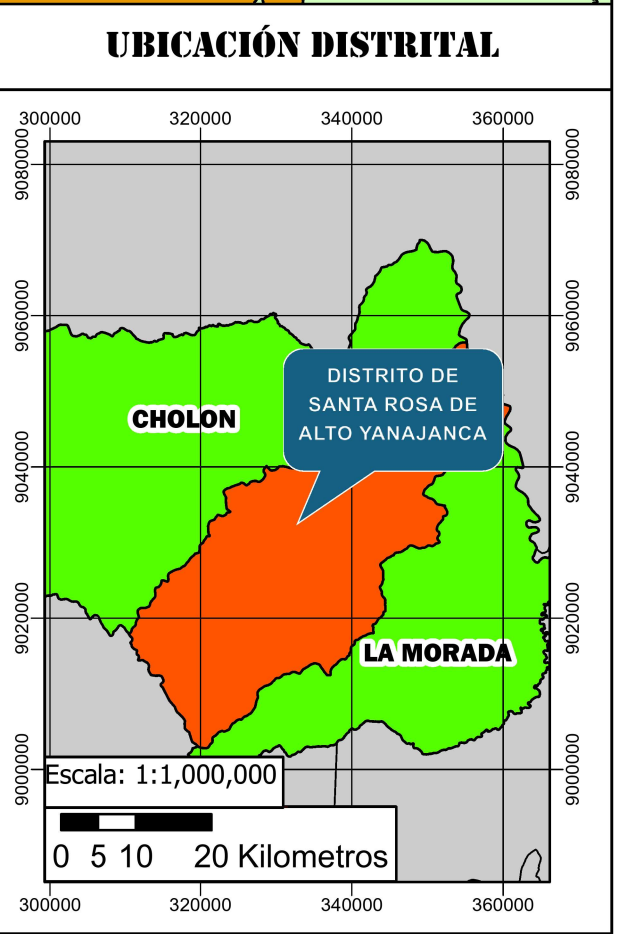 UBICACIÓN DISTRITAL
300000 320000 340000 360000
9080000 9080000
9060000 9060000
DISTRITO DE
SANTA ROSA DE
ALTO YANAJANCA
CHOLON
9040000 9040000
9020000 9020000
LA MORADA
9000000 9000000
Escala: 1:1,000,000
0 5 10 20 Kilometros
300000 320000 340000 360000